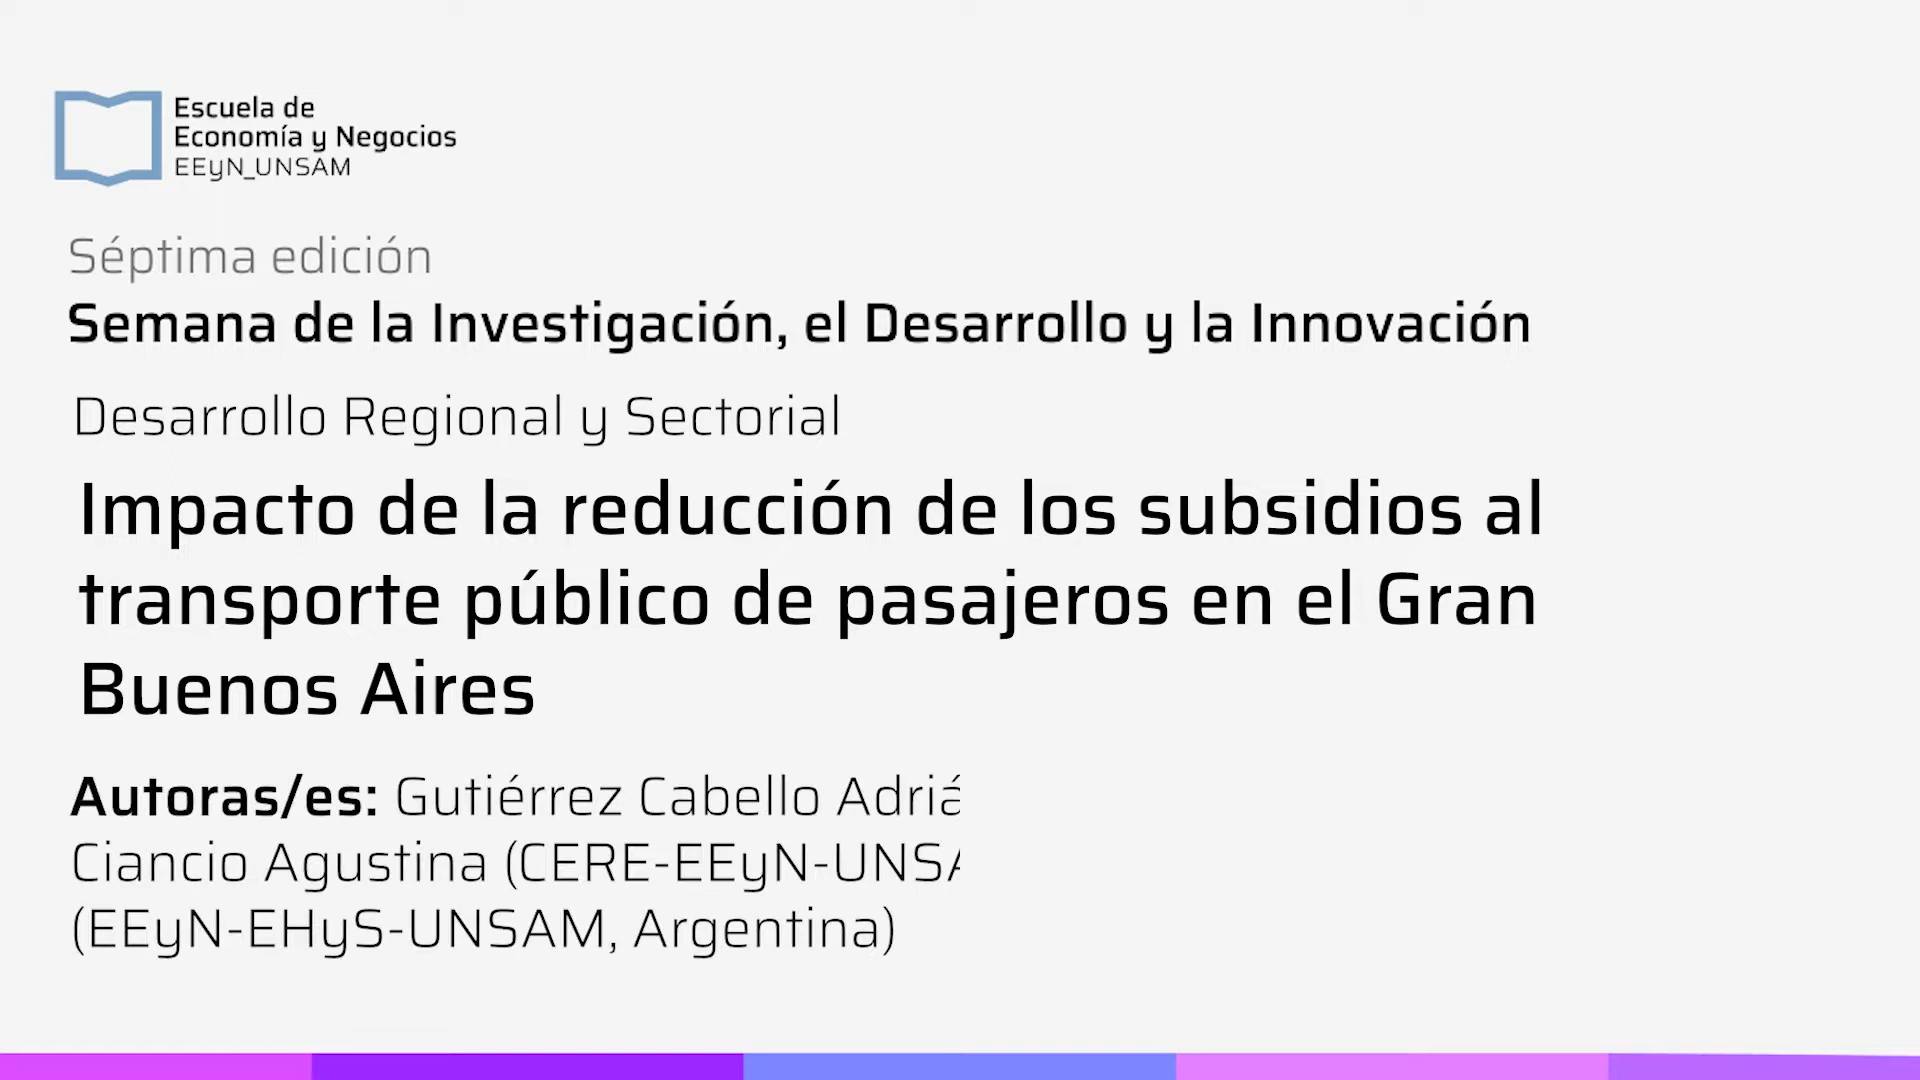 Escuela de
Economía y Negocios
EEyN_UNSAM
Séptima edición
Semana de la Investigación, el Desarrollo y la Innovación
Desarrollo Regional y Sectorial
Impacto de la reducción de los subsidios al
transporte público de pasajeros en el Gran
Buenos Aires
Autoras/es: Gutiérrez Cabello
Ciancio Agustina
(EEyN-EHyS-UNSAM, Argentina)